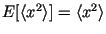 E[⟨x²⟩] = ⟨x²⟩